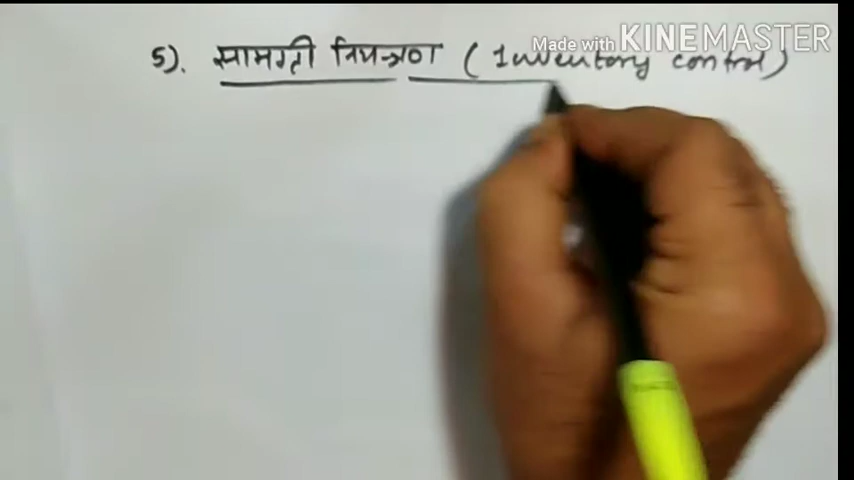 Made with KINEMASTER
5). सामग्री नियन्त्रण (Inventory control)